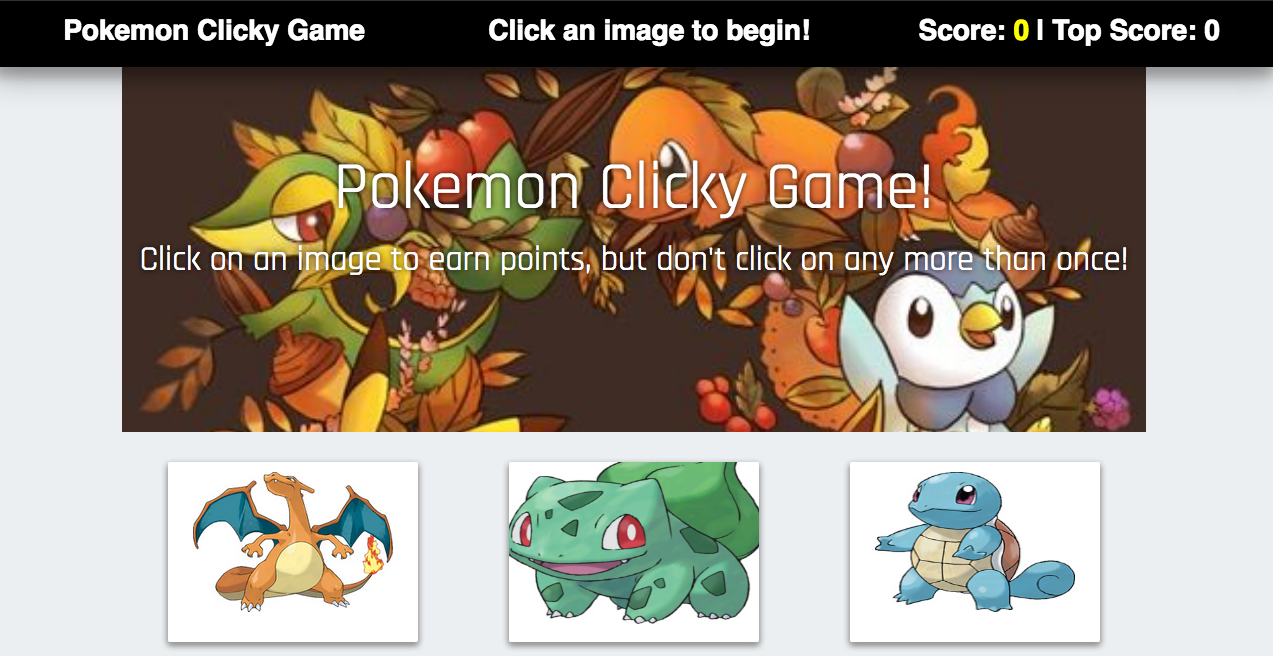 Pokemon Clicky Game
Click an image to begin!
Score: 0 | Top Score: 0
Pokemon Clicky Game!
Click on an image to earn points, but don't click on any more than once!